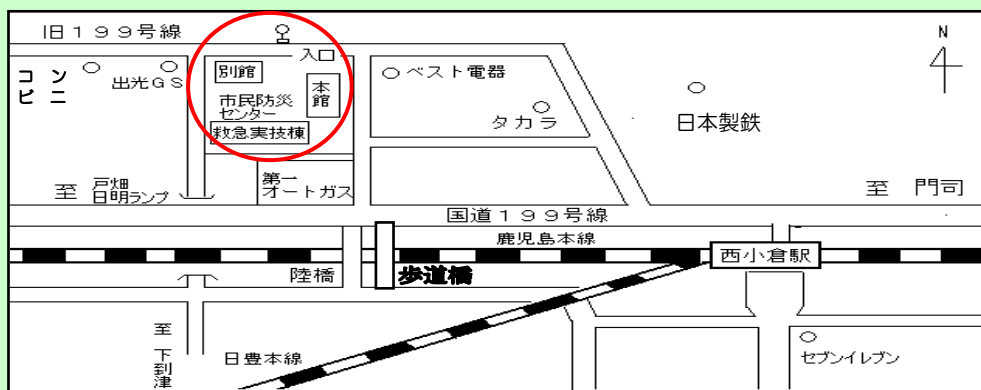 旧１９９号線
N
入口
コンビニ
出光ＧＳ
別館
本館
市民防災
センター
救急実技棟
ベスト電器
タカラ
日本製鉄
至 戸畑
日明ランプ
第一
オートガス
至 門司
国道１９９号線
鹿児島本線
西小倉駅
陸橋
歩道橋
至 下到津
日豊本線
セブンイレブン